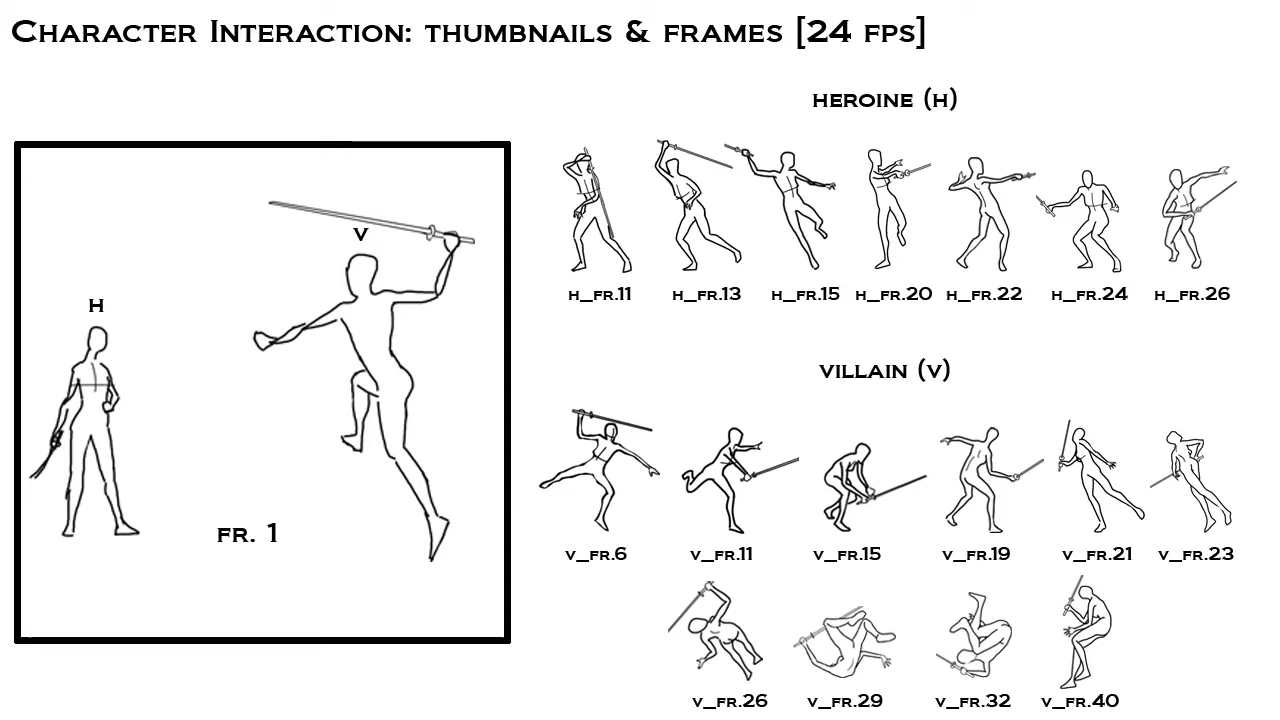 Character Interaction: thumbnails & frames [24 fps]
HEROINE (H)
H
V
FR. 1
H_FR.11 H_FR.13 H_FR.15 H_FR.20 H_FR.22 H_FR.24 H_FR.26
VILLAIN (V)
V_FR.6 V_FR.11 V_FR.15 V_FR.19 V_FR.21 V_FR.23
V_FR.26 V_FR.29 V_FR.32 V_FR.40